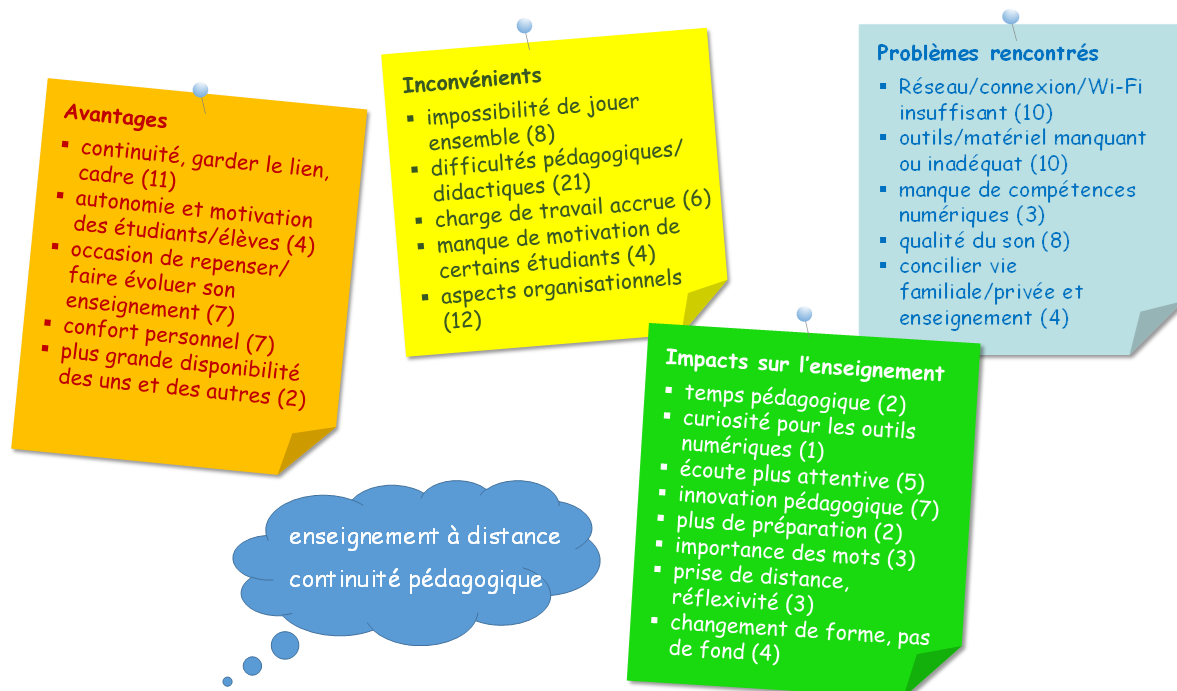 Avantages
▪ continuité, garder le lien,
cadre (11)
▪ autonomie et motivation
des étudiants/élèves (4)
▪ occasion de repenser/
faire évoluer son
enseignement (7)
▪ confort personnel (7)
▪ plus grande disponibilité
des uns et des autres (2)
Inconvénients
▪ impossibilité de jouer
ensemble (8)
▪ difficultés pédagogiques/
didactiques (21)
▪ charge de travail accrue (6)
▪ manque de motivation de
certains étudiants (4)
▪ aspects organisationnels
(12)
Problèmes rencontrés
▪ Réseau/connexion/Wi-Fi
insuffisant (10)
▪ outils/matériel manquant
ou inadéquat (10)
▪ manque de compétences
numériques (3)
▪ qualité du son (8)
▪ concilier vie
familiale/privée et
enseignement (4)
Impacts sur l'enseignement
▪ temps pédagogique (2)
▪ curiosité pour les outils
numériques (1)
▪ écoute plus attentive (5)
▪ innovation pédagogique (7)
▪ plus de préparation (2)
▪ importance des mots (3)
▪ prise de distance,
réflexivité (3)
▪ changement de forme, pas
de fond (4)
enseignement à distance
continuité pédagogique